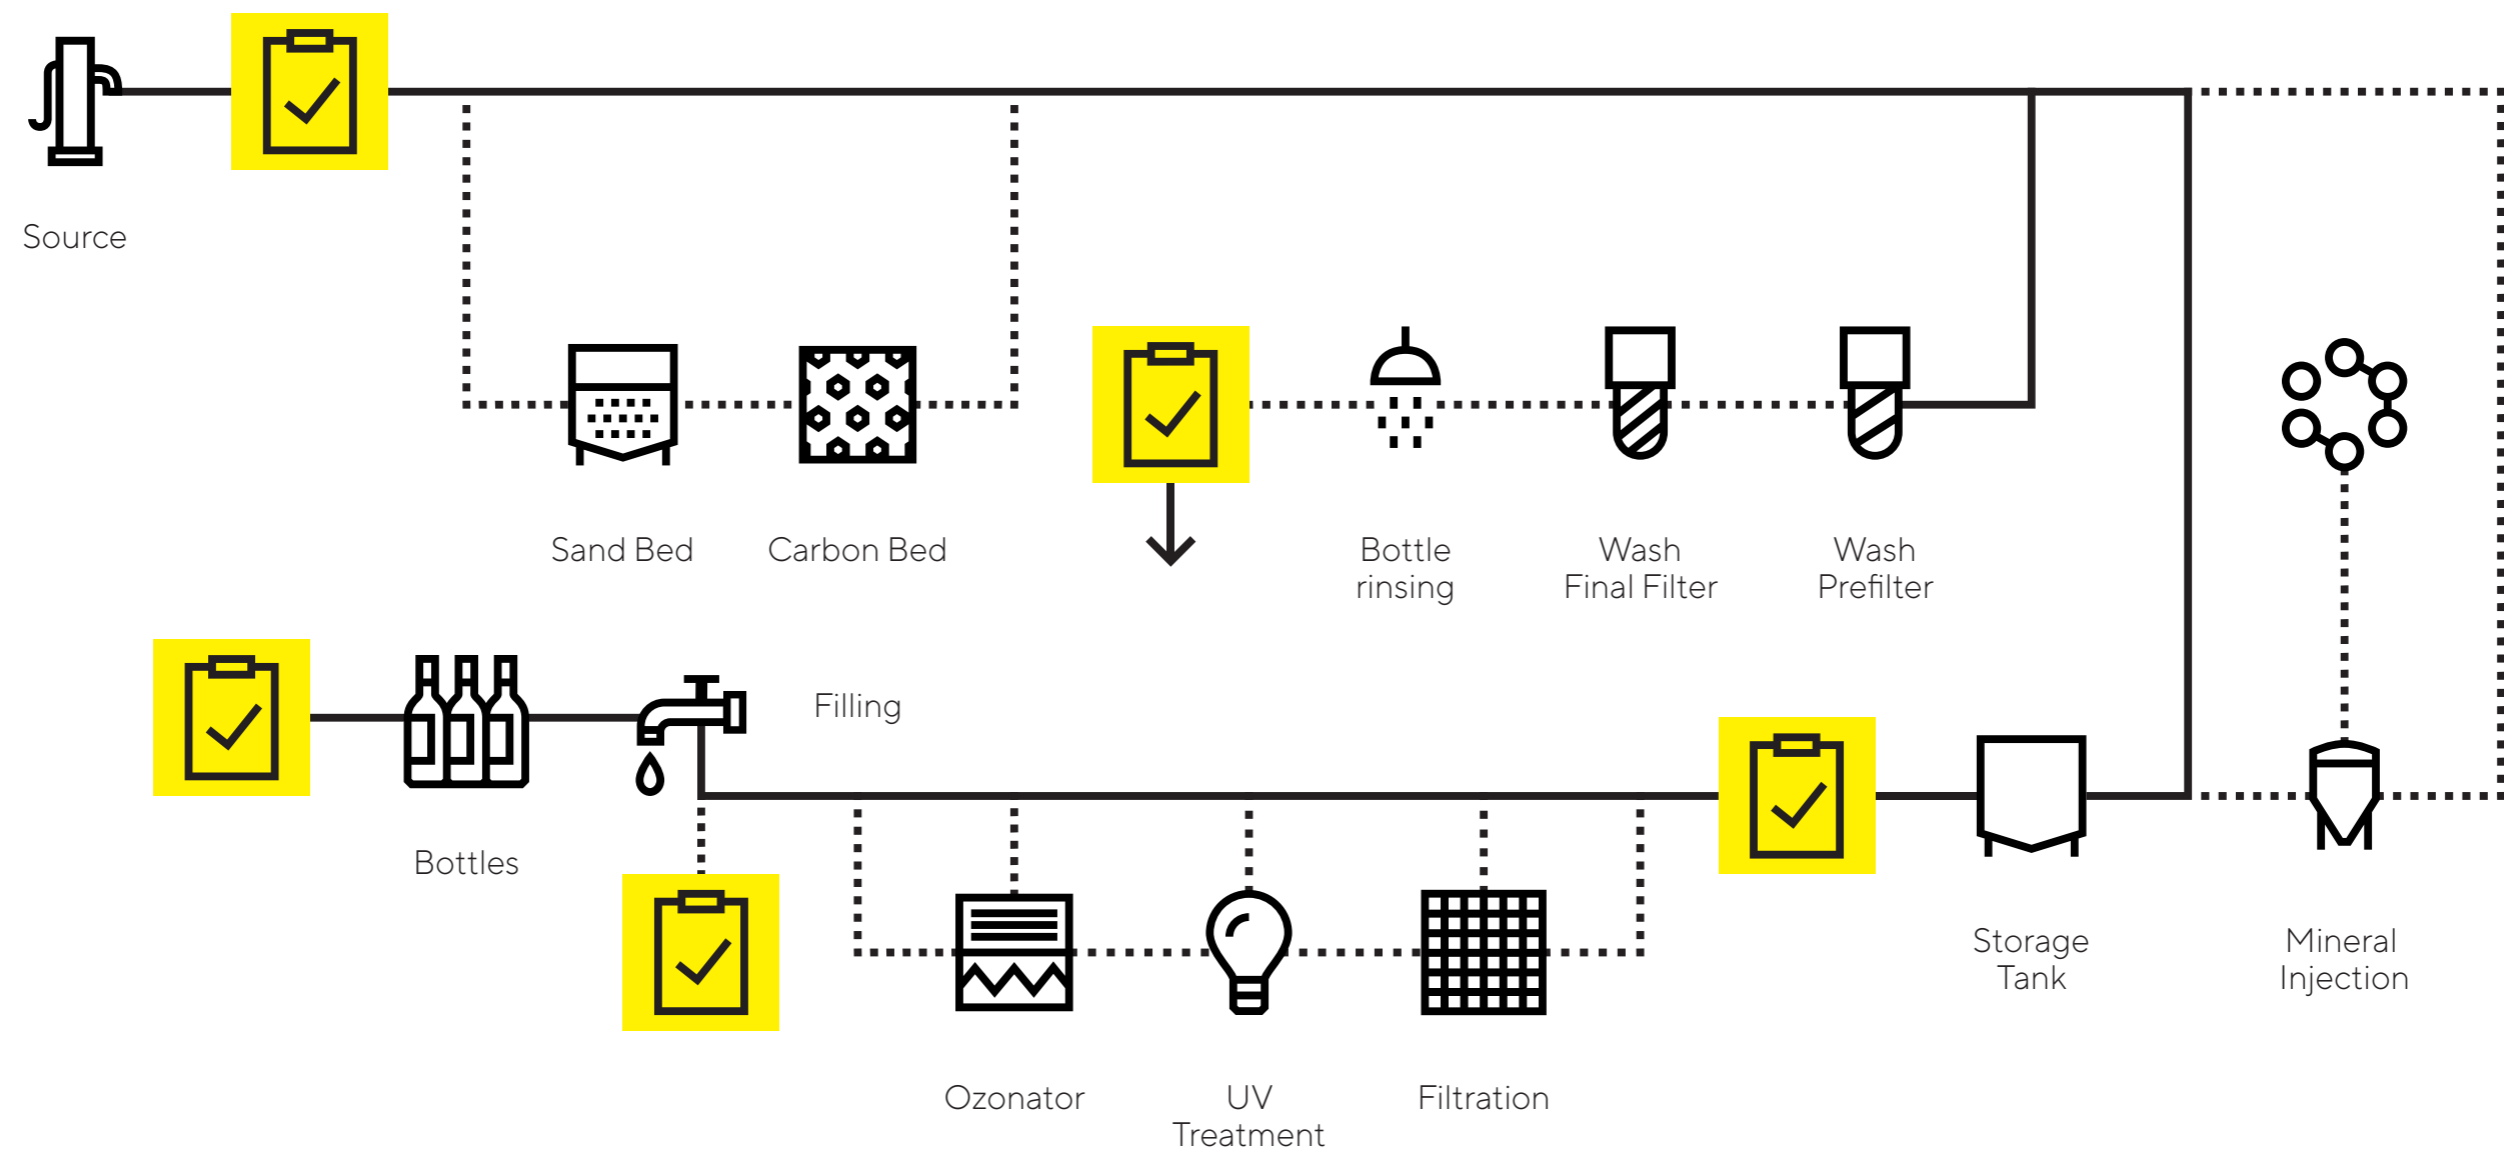 Source
Sand Bed
Carbon Bed
Bottle
rinsing
Wash
Final Filter
Wash
Prefilter
Filling
Bottles
Storage
Tank
Mineral
Injection
Ozonator
UV
Treatment
Filtration